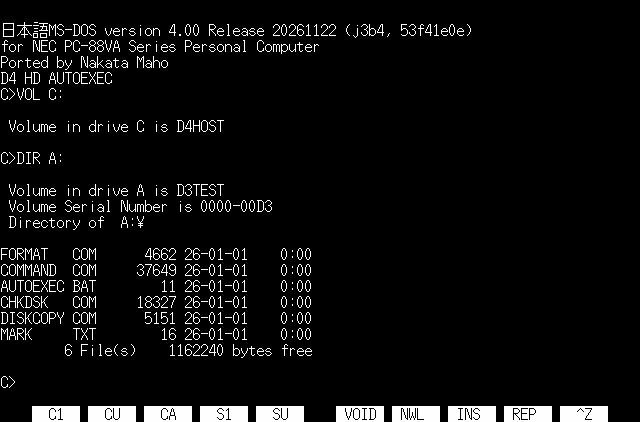 日本語MS-DOS version 4.00 Release 20261122 (j3b4, 53f41e0e)
for NEC PC-88VA Series Personal Computer
Ported by Nakata Maho
D4 HD AUTOEXEC
C>VOL C:
Volume in drive C is D4HOST
C>DIR A:
Volume in drive A is D3TEST
Volume Serial Number is 0000-00D3
Directory of  A:¥
FORMAT   COM      4662 26-01-01    0:00
COMMAND  COM     37649 26-01-01    0:00
AUTOEXEC BAT        11 26-01-01    0:00
CHKDSK   COM     18327 26-01-01    0:00
DISKCOPY COM      5151 26-01-01    0:00
MARK     TXT        16 26-01-01    0:00
6 File(s)    1162240 bytes free
C>
C1 CU CA S1 SU VOID NWL INS REP ^Z